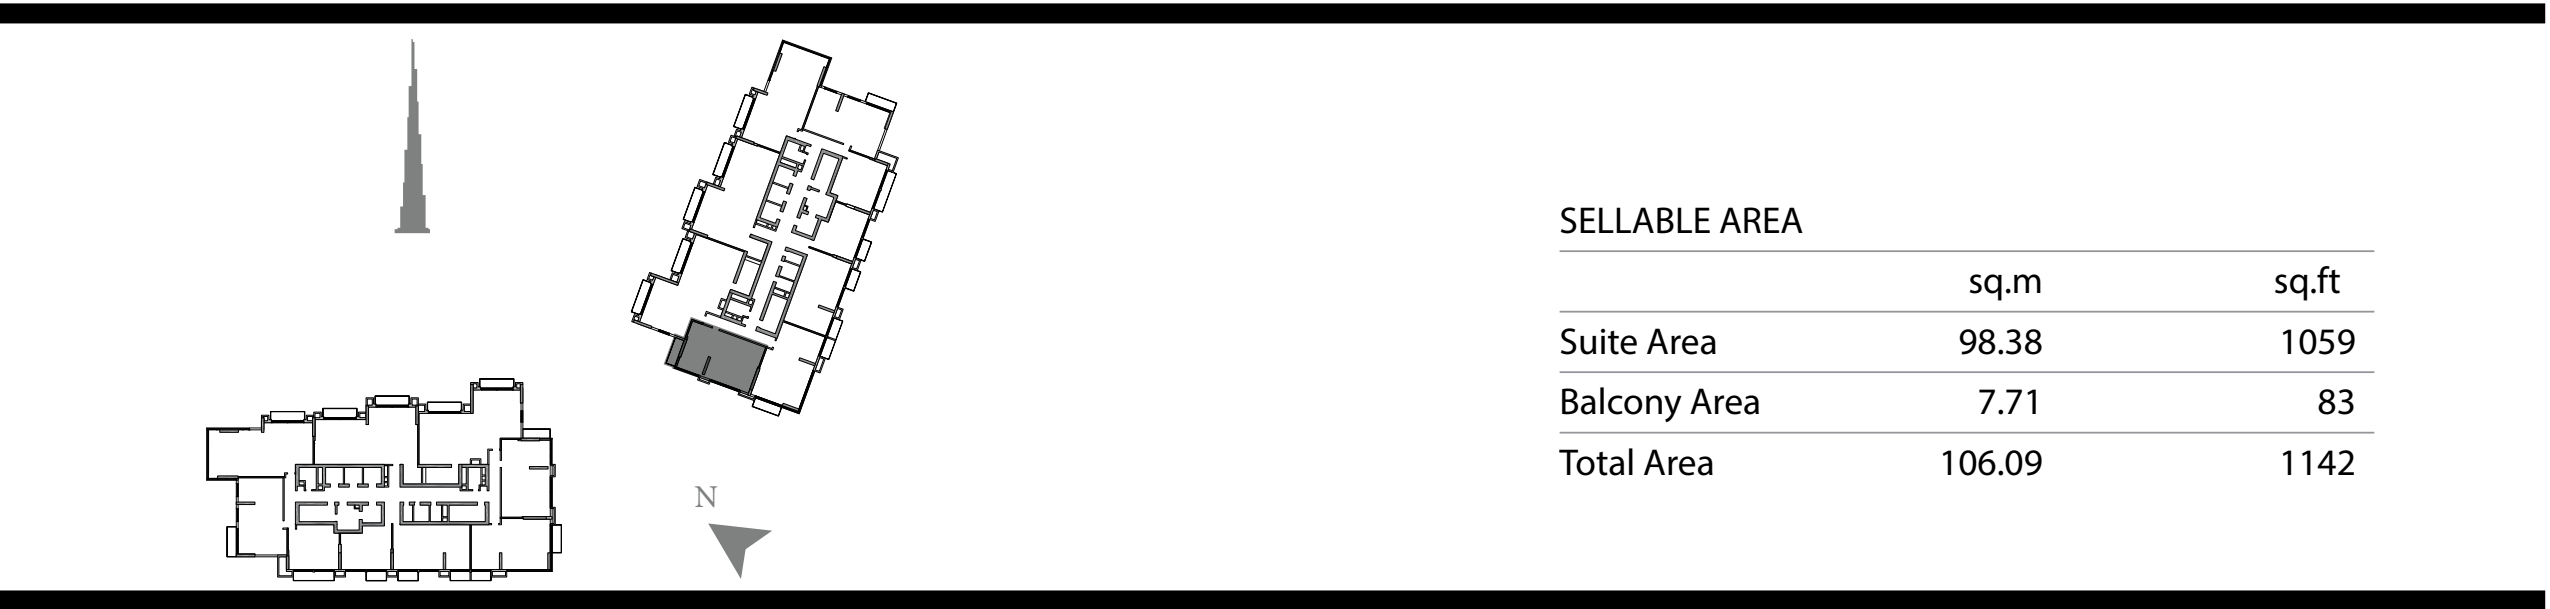 SELLABLE AREA
sq.m sq.ft
Suite Area 98.38 1059
Balcony Area 7.71 83
Total Area 106.09 1142
N